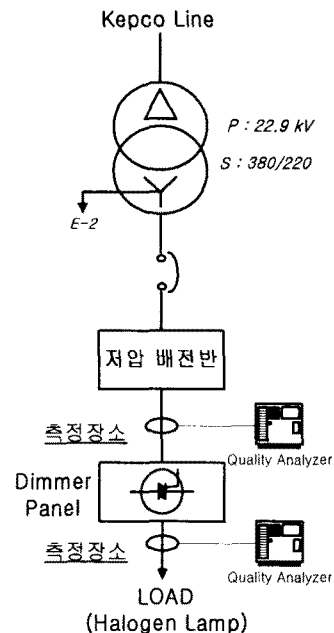 Kepco Line
P : 22.9 kV
S : 380/220
E-2
저압 배전반
측정장소
Quality Analyzer
Dimmer
Panel
측정장소
Quality Analyzer
LOAD
(Halogen Lamp)